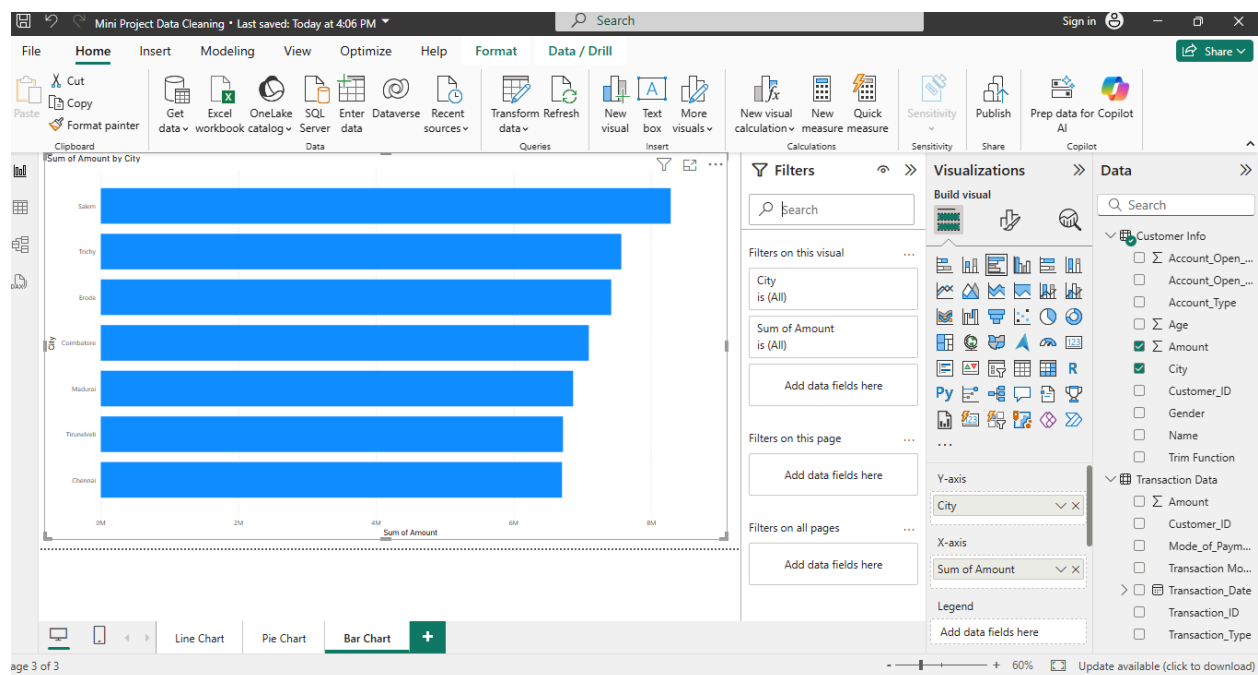 Mini Project Data Cleaning • Last saved: Today at 4:06 PM
Search
Sign in
File Home Insert Modeling View Optimize Help Format Data / Drill
Share
Paste
Cut
Copy
Format painter
Clipboard
Get data
Excel workbook
OneLake catalog
SQL Server
Enter data
Dataverse
Recent sources
Data
Transform data
Refresh
Queries
New visual
Text box
More visuals
Insert
New visual calculation
New measure
Quick measure
Calculations
Sensitivity
Sensitivity
Publish
Share
Prep data for AI
Copilot
Copilot
Sum of Amount by City
City
Salem
Trichy
Erode
Coimbatore
Madurai
Tirunelveli
Chennai
0M 2M 4M 6M 8M
Sum of Amount
Filters
Search
Filters on this visual
City
is (All)
Sum of Amount
is (All)
Add data fields here
Filters on this page
Add data fields here
Filters on all pages
Add data fields here
Visualizations
Build visual
123
R
Py
Y-axis
City
X-axis
Sum of Amount
Legend
Add data fields here
Data
Search
Customer Info
Account_Open_...
Account_Open_...
Account_Type
Age
Amount
City
Customer_ID
Gender
Name
Trim Function
Transaction Data
Amount
Customer_ID
Mode_of_Paym...
Transaction Mo...
Transaction_Date
Transaction_ID
Transaction_Type
Line Chart
Pie Chart
Bar Chart
age 3 of 3
60%
Update available (click to download)